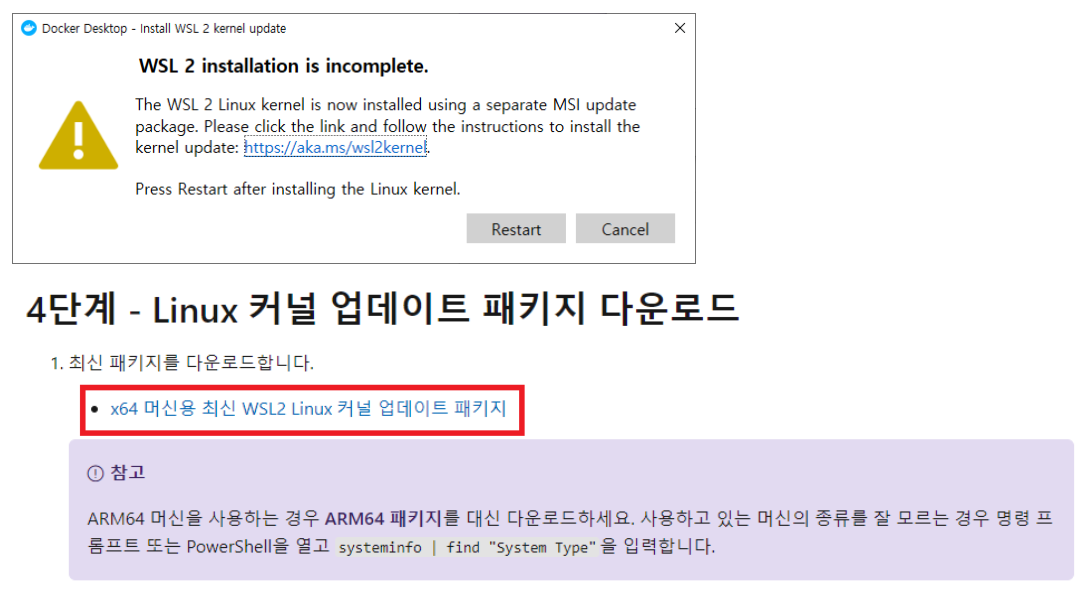 Docker Desktop - Install WSL 2 kernel update
WSL 2 installation is incomplete.
The WSL 2 Linux kernel is now installed using a separate MSI update
package. Please click the link and follow the instructions to install the
kernel update: https://aka.ms/wsl2kernel.
Press Restart after installing the Linux kernel.
Restart
Cancel
4단계 - Linux 커널 업데이트 패키지 다운로드
1. 최신 패키지를 다운로드합니다.
• x64 머신용 최신 WSL2 Linux 커널 업데이트 패키지
참고
ARM64 머신을 사용하는 경우 ARM64 패키지를 대신 다운로드하세요. 사용하고 있는 머신의 종류를 잘 모르는 경우 명령 프
롬프트 또는 PowerShell을 열고 systeminfo | find "System Type" 을 입력합니다.